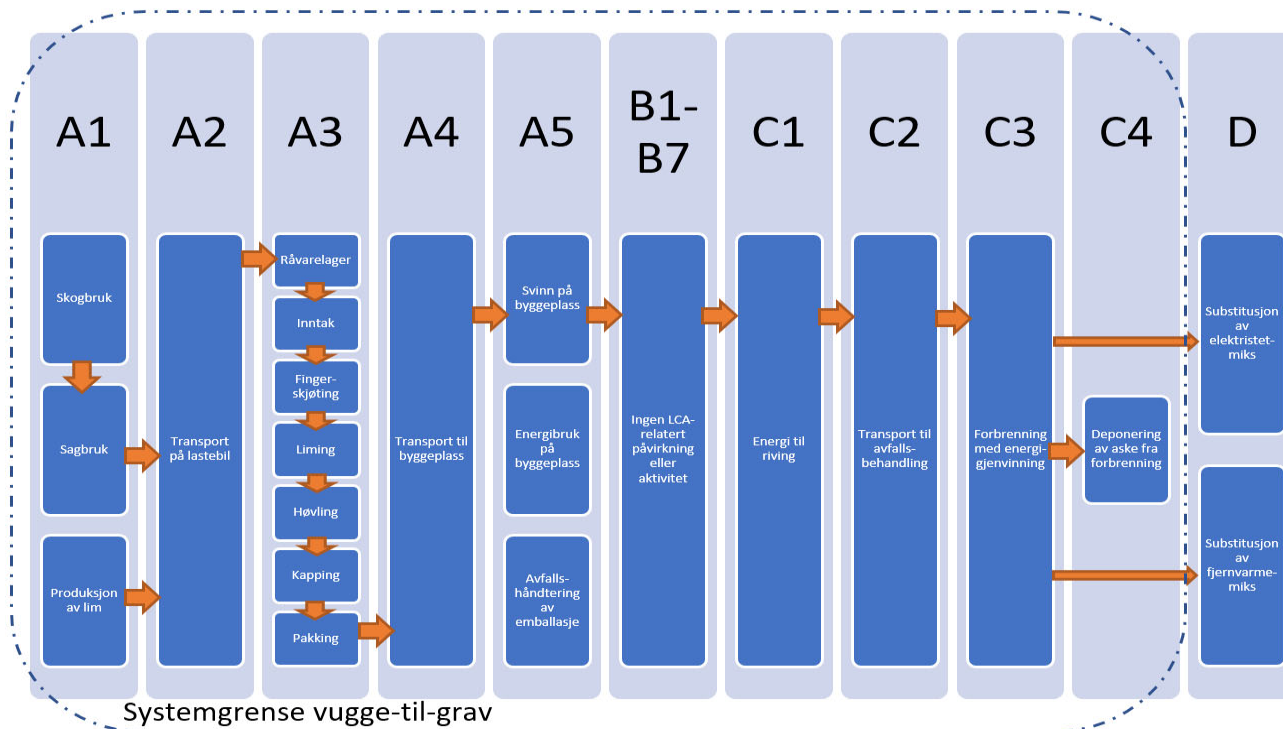 A1
A2
A3
A4
A5
B1-
B7
C1
C2
C3
C4
D
Skogbruk
Sagbruk
Produksjon
av lim
Transport
på lastebil
Råvarelager
Inntak
Finger-
skjøting
Liming
Høvling
Kapping
Pakking
Transport til
byggeplass
Svinn på
byggeplass
Energibruk
på
byggeplass
Avfalls-
håndtering
av
emballasje
Ingen LCA-
relatert
påvirkning
eller
aktivitet
Energi til
riving
Transport til
avfalls-
behandling
Forbrenning
med energi-
gjenvinning
Deponering
av aske fra
forbrenning
Substitusjon
av
elektristet-
miks
Substitusjon
av
fjernvarme-
miks
Systemgrense vugge-til-grav